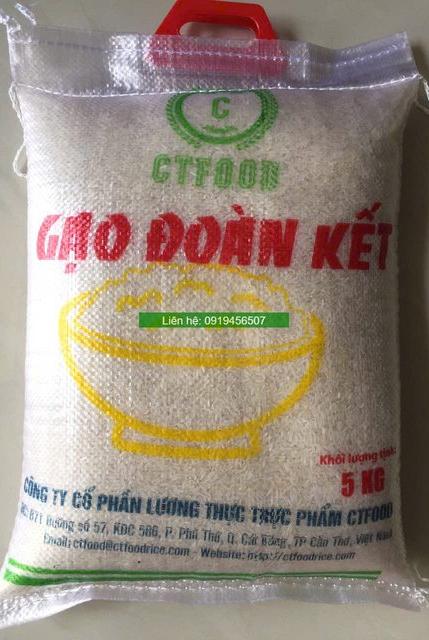 C
CTFOOD
GẠO ĐOÀN KẾT
Liên hệ: 0919456507
Khối lượng tịnh:
5 KG
CÔNG TY CỔ PHẦN LƯƠNG THỰC THỰC PHẨM CTFOOD
B71 Đường số 57, KDC 586, P. Phú Thứ, Q. Cái Răng, TP Cần Thơ, Việt Nam
Email: ctfood@ctfoodrice.com - Website: http://ctfoodrice.com